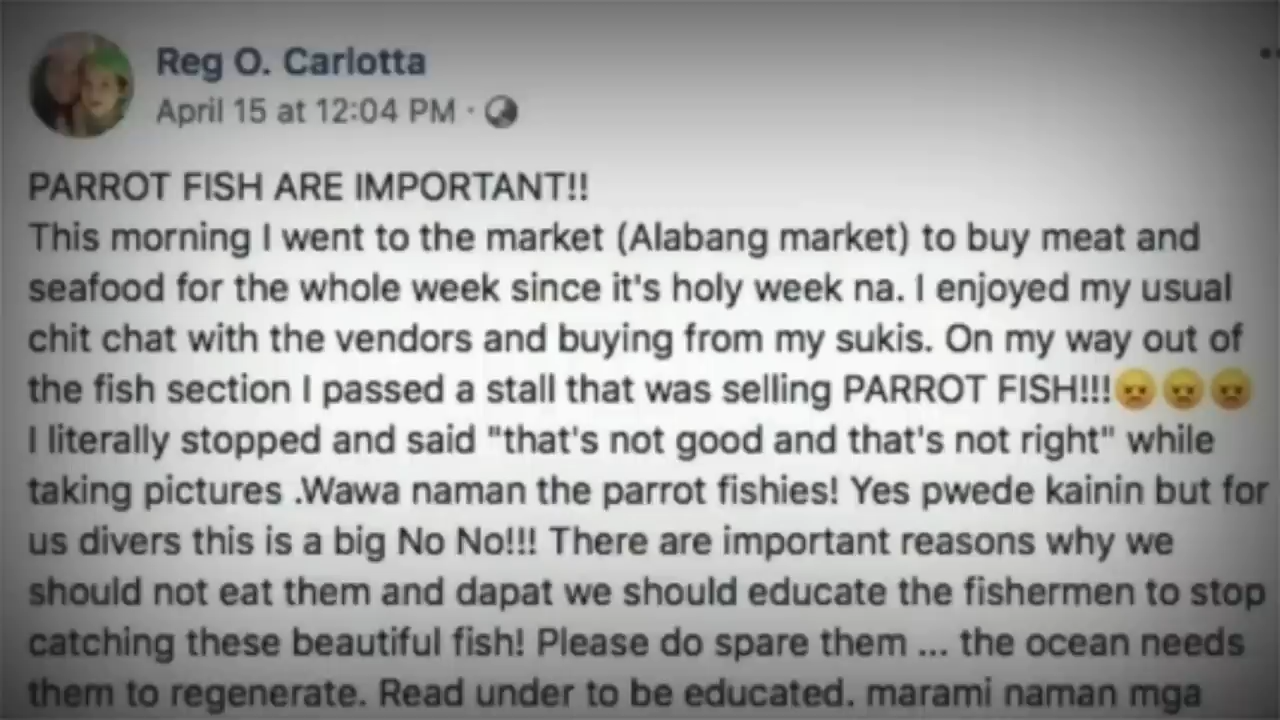 Reg O. Carlotta
April 15 at 12:04 PM ·
PARROT FISH ARE IMPORTANT!!
This morning I went to the market (Alabang market) to buy meat and
seafood for the whole week since it's holy week na. I enjoyed my usual
chit chat with the vendors and buying from my sukis. On my way out of
the fish section I passed a stall that was selling PARROT FISH!!!😠😠😠
I literally stopped and said "that's not good and that's not right" while
taking pictures .Wawa naman the parrot fishies! Yes pwede kainin but for
us divers this is a big No No!!! There are important reasons why we
should not eat them and dapat we should educate the fishermen to stop
catching these beautiful fish! Please do spare them ... the ocean needs
them to regenerate. Read under to be educated. marami naman mga